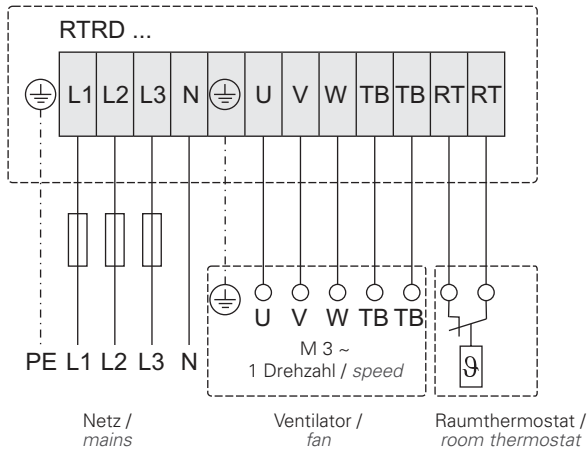 RTRD ...
L1 L2 L3 N U V W TB TB RT RT
U V W TB TB
M 3 ~
1 Drehzahl / speed
ϑ
PE L1 L2 L3 N
Netz /
mains
Ventilator /
fan
Raumthermostat /
room thermostat